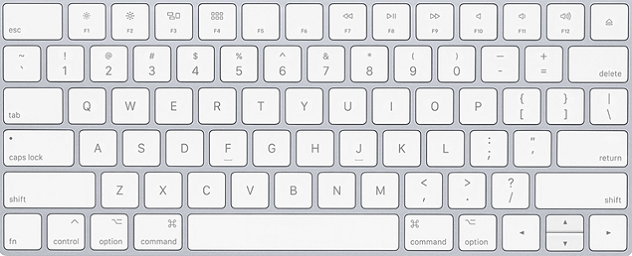 esc F1 F2 F3 F4 F5 F6 F7 F8 F9 F10 F11 F12
~ ! @ # $ % ^ & * ( ) — +
` 1 2 3 4 5 6 7 8 9 0 - = delete
tab Q W E R T Y U I O P { [ } ] | \
caps lock A S D F G H J K L : ; " ' return
shift Z X C V B N M < , > . ? / shift
fn control ^ option ⌥ command ⌘ command ⌘ option ⌥ ◂ ▴ ▾ ▸